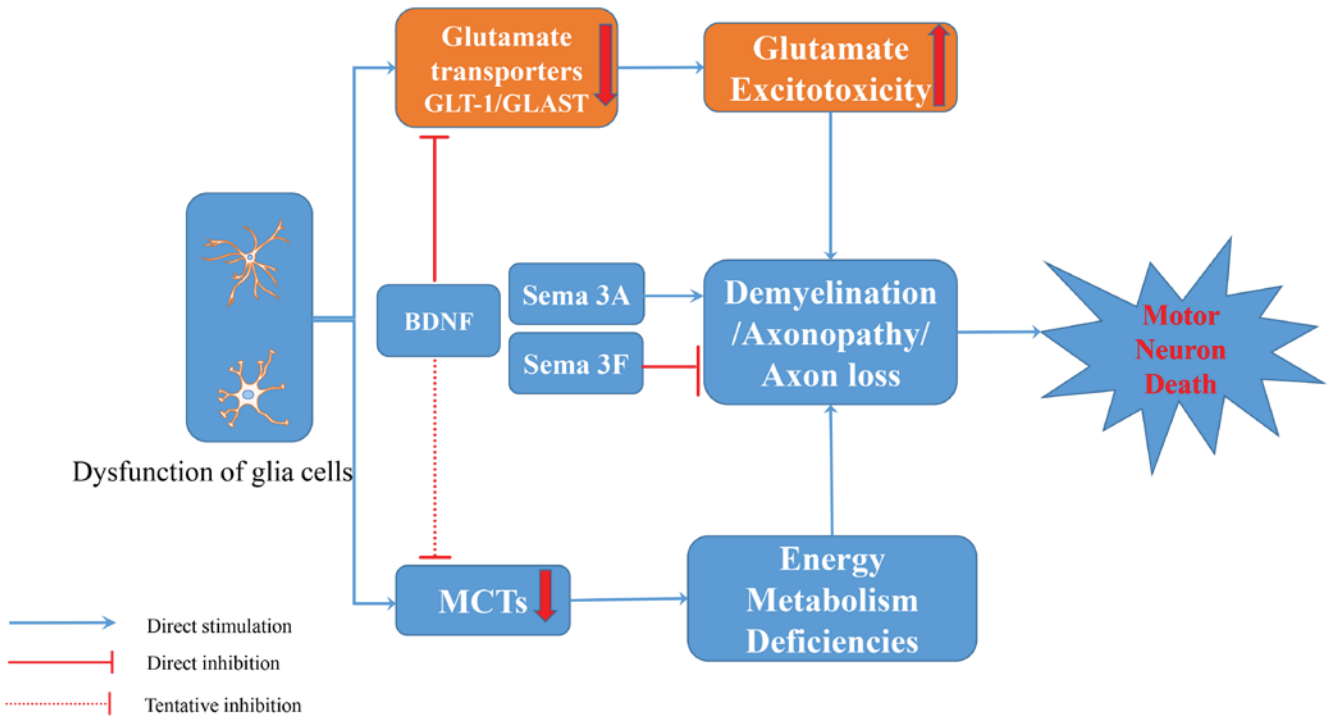 Glutamate
transporters
GLT-1/GLAST
Glutamate
Excitotoxicity
BDNF
Sema 3A
Sema 3F
Demyelination
/Axonopathy/
Axon loss
Motor
Neuron
Death
Dysfunction of glia cells
MCTs
Energy
Metabolism
Deficiencies
Direct stimulation
Direct inhibition
Tentative inhibition